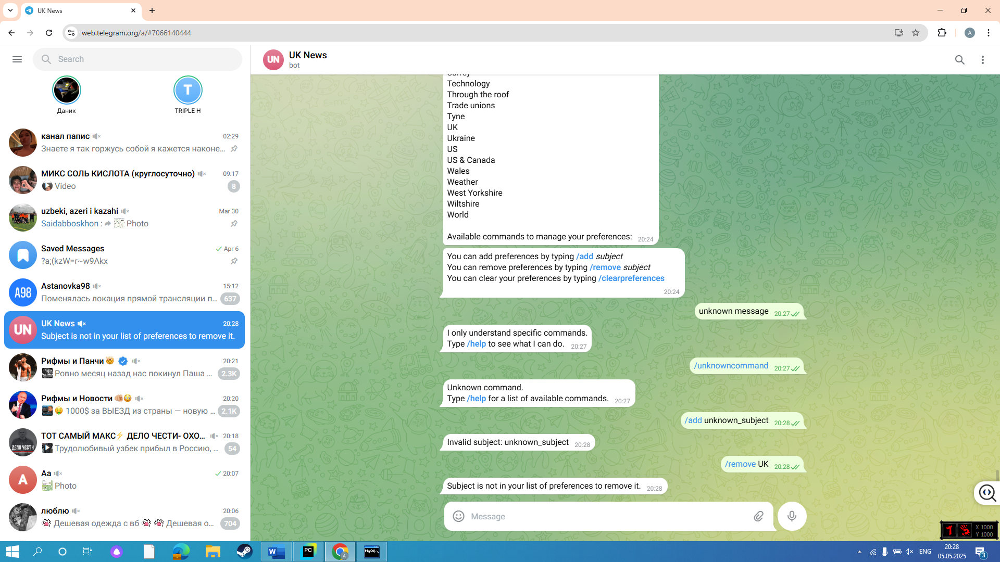 UK News
web.telegram.org/a/#7066140444
A
Search
Даник
T
TRIPLE H
канал папис
02:29
Знаете я так горжусь собой я кажется наконе...
МИКС СОЛЬ КИСЛОТА (круглосуточно)
09:17
Video
8
uzbeki, azeri i kazahi
Mar 30
Saidabboskhon : Photo
Saved Messages
Apr 6
?a;(kzW=r~w9Akx
A98
Astanovka98
15:12
Поменялась локация прямой трансляции п...
637
UN
UK News
20:28
Subject is not in your list of preferences to remove it.
Рифмы и Панчи
20:21
Ровно месяц назад нас покинул Паша ...
2.3K
Рифмы и Новости
20:20
1000$ за ВЫЕЗД из страны — новую ...
2.1K
ДЕЛО ЧЕСТИ
ТОТ САМЫЙ МАКС⚡ ДЕЛО ЧЕСТИ- ОХО...
20:18
Трудолюбивый узбек прибыл в Россию, ...
54
A
Aa
20:07
Photo
люблю
20:06
Дешевая одежда с вб Дешевая о...
704
UN
UK News
bot
Surrey
Technology
Through the roof
Trade unions
Tyne
UK
Ukraine
US
US & Canada
Wales
Weather
West Yorkshire
Wiltshire
World
Available commands to manage your preferences: 20:24
You can add preferences by typing /add subject
You can remove preferences by typing /remove subject
You can clear your preferences by typing /clearpreferences
20:24
unknown message 20:27
I only understand specific commands.
Type /help to see what I can do. 20:27
/unknowncommand 20:27
Unknown command.
Type /help for a list of available commands. 20:27
/add unknown_subject 20:28
Invalid subject: unknown_subject 20:28
/remove UK 20:28
Subject is not in your list of preferences to remove it. 20:28
Message
X 1000
Y 1000
W
PC
A
MySQL
ENG
20:28
05.05.2025
3